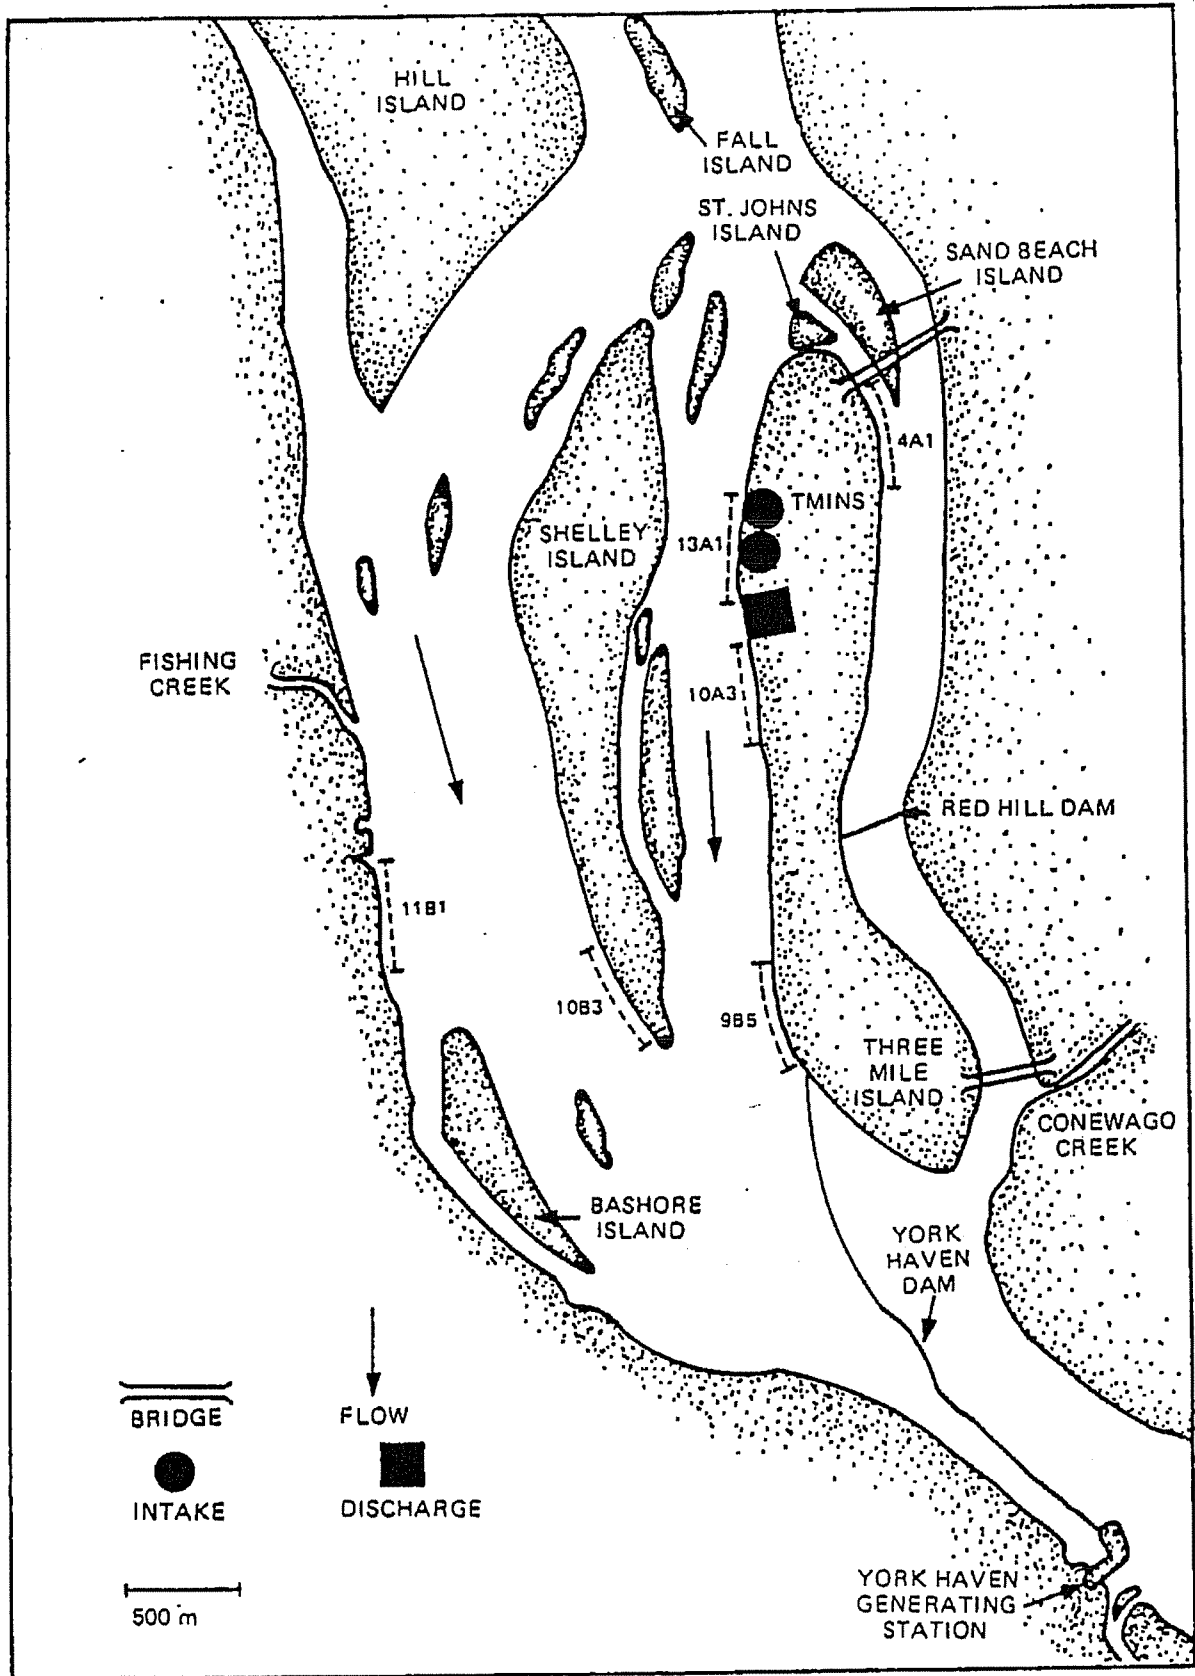 HILL
ISLAND
FALL
ISLAND
ST. JOHNS
ISLAND
SAND BEACH
ISLAND
4A1
TMINS
SHELLEY
ISLAND
13A1
FISHING
CREEK
10A3
RED HILL DAM
11B1
10B3
9B5
THREE
MILE
ISLAND
CONEWAGO
CREEK
BASHORE
ISLAND
YORK
HAVEN
DAM
BRIDGE
FLOW
INTAKE
DISCHARGE
500 m
YORK HAVEN
GENERATING
STATION